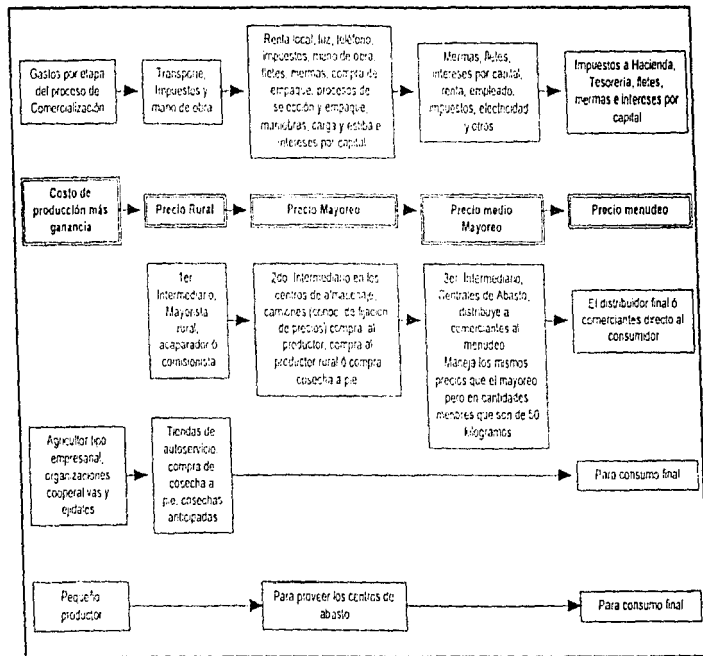 Gastos por etapa
del proceso de
Comercialización
Transporte,
Impuestos y
mano de obra
Renta local, luz, teléfono,
impuestos, mano de obra,
fletes, mermas, compra de
empaque, procesos de
selección y empaque,
maniobras, carga y estiba e
intereses por capital
Mermas, fletes,
intereses por capital,
renta, empleado,
impuestos, electricidad
y otros
Impuestos a Hacienda,
Tesorería, fletes,
mermas e intereses por
capital
Costo de
producción más
ganancia
Precio Rural
Precio Mayoreo
Precio medio
Mayoreo
Precio menudeo
1er
Intermediario,
Mayorista
rural,
acaparador ó
comisionista
2do. Intermediario en los
centros de almacenaje,
camiones (conoc. de fijación
de precios) compra al
productor, compra al
productor rural ó compra
cosecha a pie
3er. Intermediario,
Centrales de Abasto,
distribuye a
comerciantes al
menudeo
Maneja los mismos
precios que el mayoreo
pero en cantidades
menores que son de 50
kilogramos
El distribuidor final ó
comerciantes directo al
consumidor
Agricultor tipo
empresarial,
organizaciones
cooperativas y
ejidales
Tiendas de
autoservicio,
compra de
cosecha a
pie, cosechas
anticipadas
Para consumo final
Pequeño
productor
Para proveer los centros de
abasto
Para consumo final